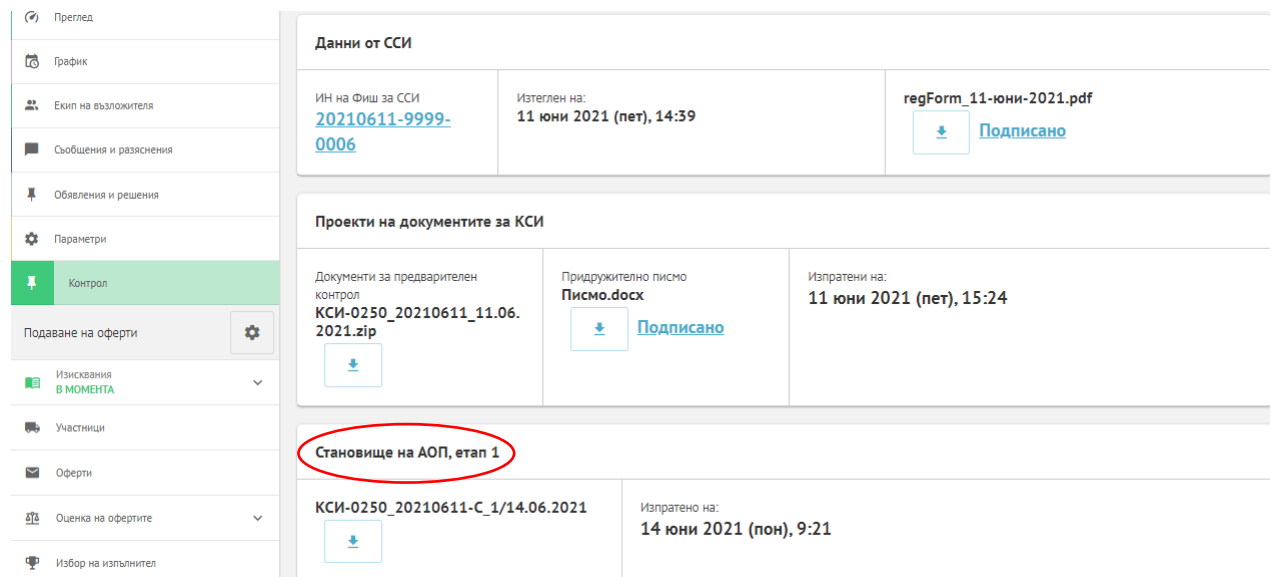 Преглед
График
Екип на възложителя
Съобщения и разяснения
Обявления и решения
Параметри
Контрол
Подаване на оферти
Изисквания
В МОМЕНТА
Участници
Оферти
Оценка на офертите
Избор на изпълнител
Данни от ССИ
ИН на Фиш за ССИ
20210611-9999-
0006
Изтеглен на:
11 юни 2021 (пет), 14:39
regForm_11-юни-2021.pdf
Подписано
Проекти на документите за КСИ
Документи за предварителен
контрол
КСИ-0250_20210611_11.06.
2021.zip
Придружително писмо
Писмо.docx
Подписано
Изпратени на:
11 юни 2021 (пет), 15:24
Становище на АОП, етап 1
КСИ-0250_20210611-С_1/14.06.2021
Изпратено на:
14 юни 2021 (пон), 9:21